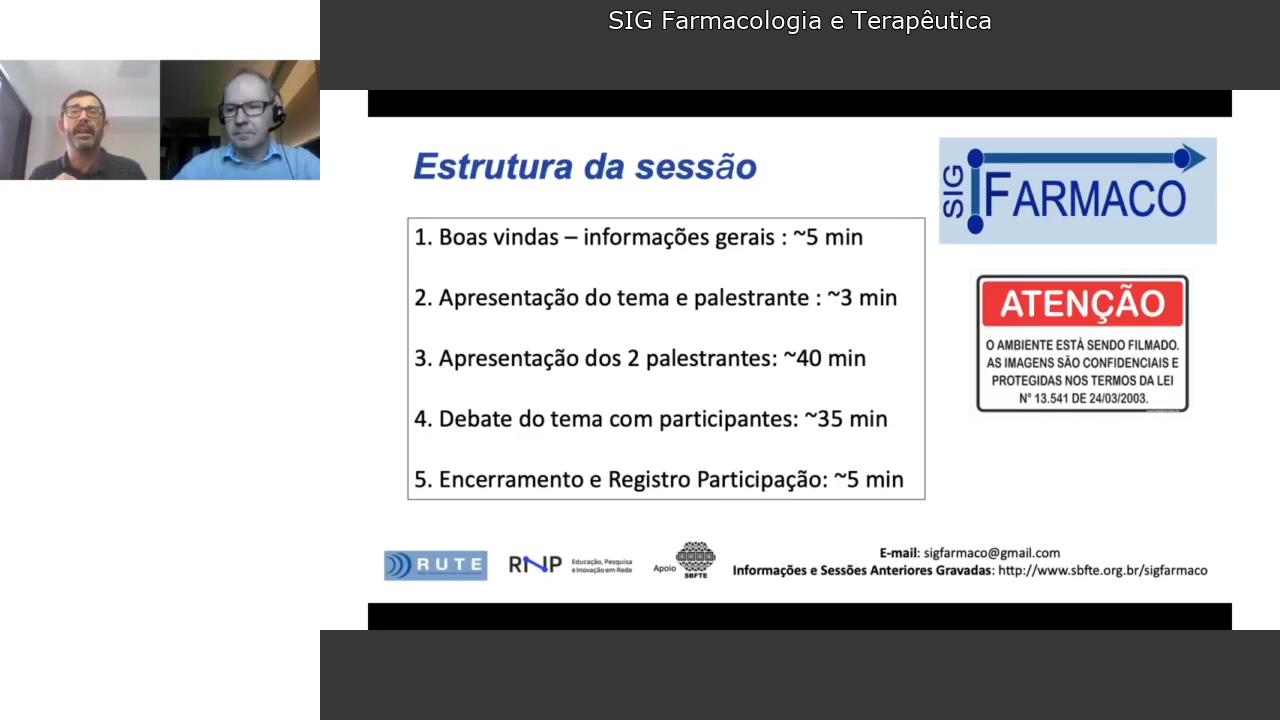 SIG Farmacologia e Terapêutica
Estrutura da sessão
1. Boas vindas – informações gerais : ~5 min
2. Apresentação do tema e palestrante : ~3 min
3. Apresentação dos 2 palestrantes: ~40 min
4. Debate do tema com participantes: ~35 min
5. Encerramento e Registro Participação: ~5 min
SIG FARMACO
ATENÇÃO
O AMBIENTE ESTÁ SENDO FILMADO.
AS IMAGENS SÃO CONFIDENCIAIS E
PROTEGIDAS NOS TERMOS DA LEI
N° 13.541 DE 24/03/2003.
RUTE
RNP
Educação, Pesquisa
e Inovação em Rede
Apoio
SBFTE
E-mail: sigfarmaco@gmail.com
Informações e Sessões Anteriores Gravadas: http://www.sbfte.org.br/sigfarmaco